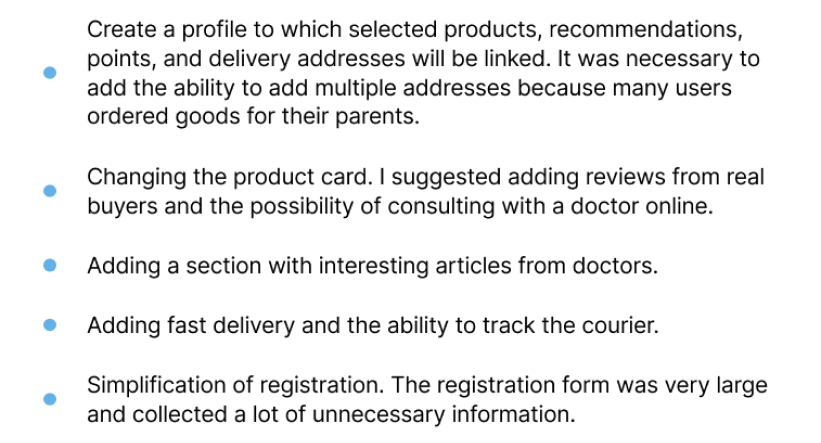 Create a profile to which selected products, recommendations,
points, and delivery addresses will be linked. It was necessary to
add the ability to add multiple addresses because many users
ordered goods for their parents.
Changing the product card. I suggested adding reviews from real
buyers and the possibility of consulting with a doctor online.
Adding a section with interesting articles from doctors.
Adding fast delivery and the ability to track the courier.
Simplification of registration. The registration form was very large
and collected a lot of unnecessary information.